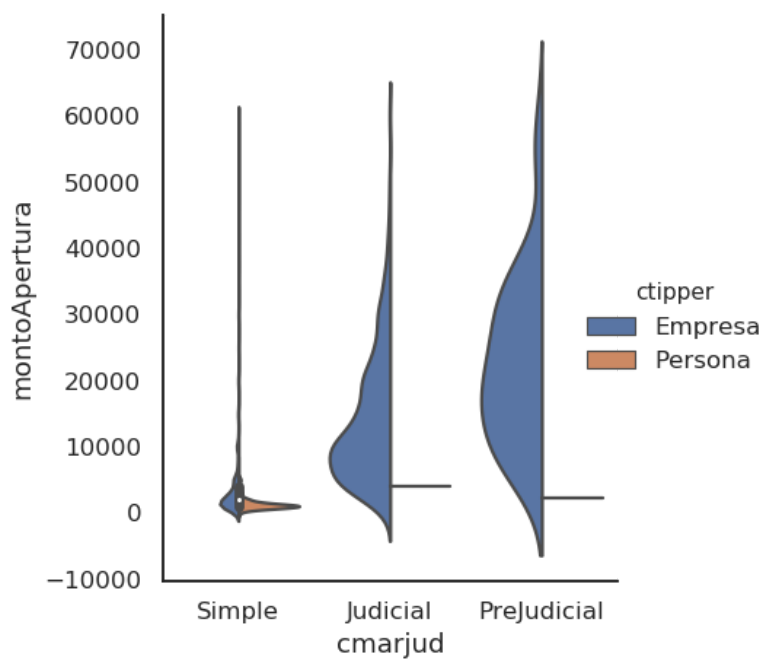 70000
60000
50000
40000
30000
20000
10000
0
−10000
montoApertura
Simple
Judicial
PreJudicial
cmarjud
ctipper
Empresa
Persona